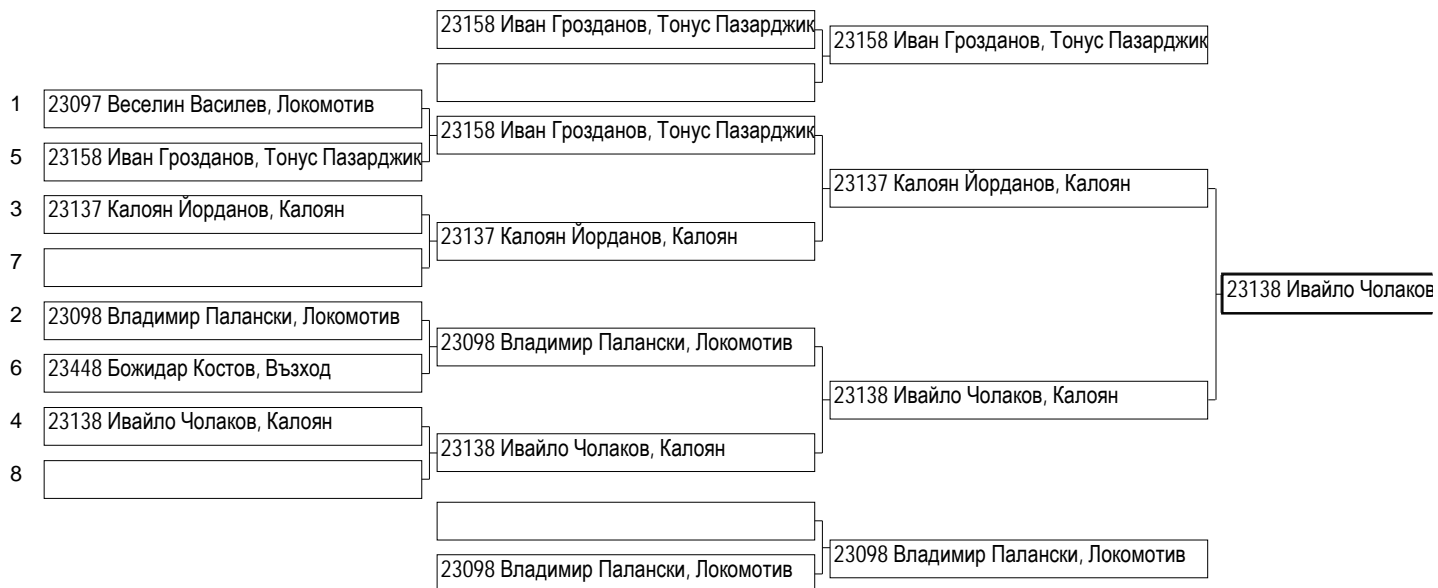 23158 Иван Грозданов, Тонус Пазарджик
23158 Иван Грозданов, Тонус Пазарджик
1 23097 Веселин Василев, Локомотив
23158 Иван Грозданов, Тонус Пазарджик
5 23158 Иван Грозданов, Тонус Пазарджик
23137 Калоян Йорданов, Калоян
3 23137 Калоян Йорданов, Калоян
23137 Калоян Йорданов, Калоян
7
23138 Ивайло Чолаков
2 23098 Владимир Палански, Локомотив
23098 Владимир Палански, Локомотив
6 23448 Божидар Костов, Възход
23138 Ивайло Чолаков, Калоян
4 23138 Ивайло Чолаков, Калоян
23138 Ивайло Чолаков, Калоян
8
23098 Владимир Палански, Локомотив
23098 Владимир Палански, Локомотив